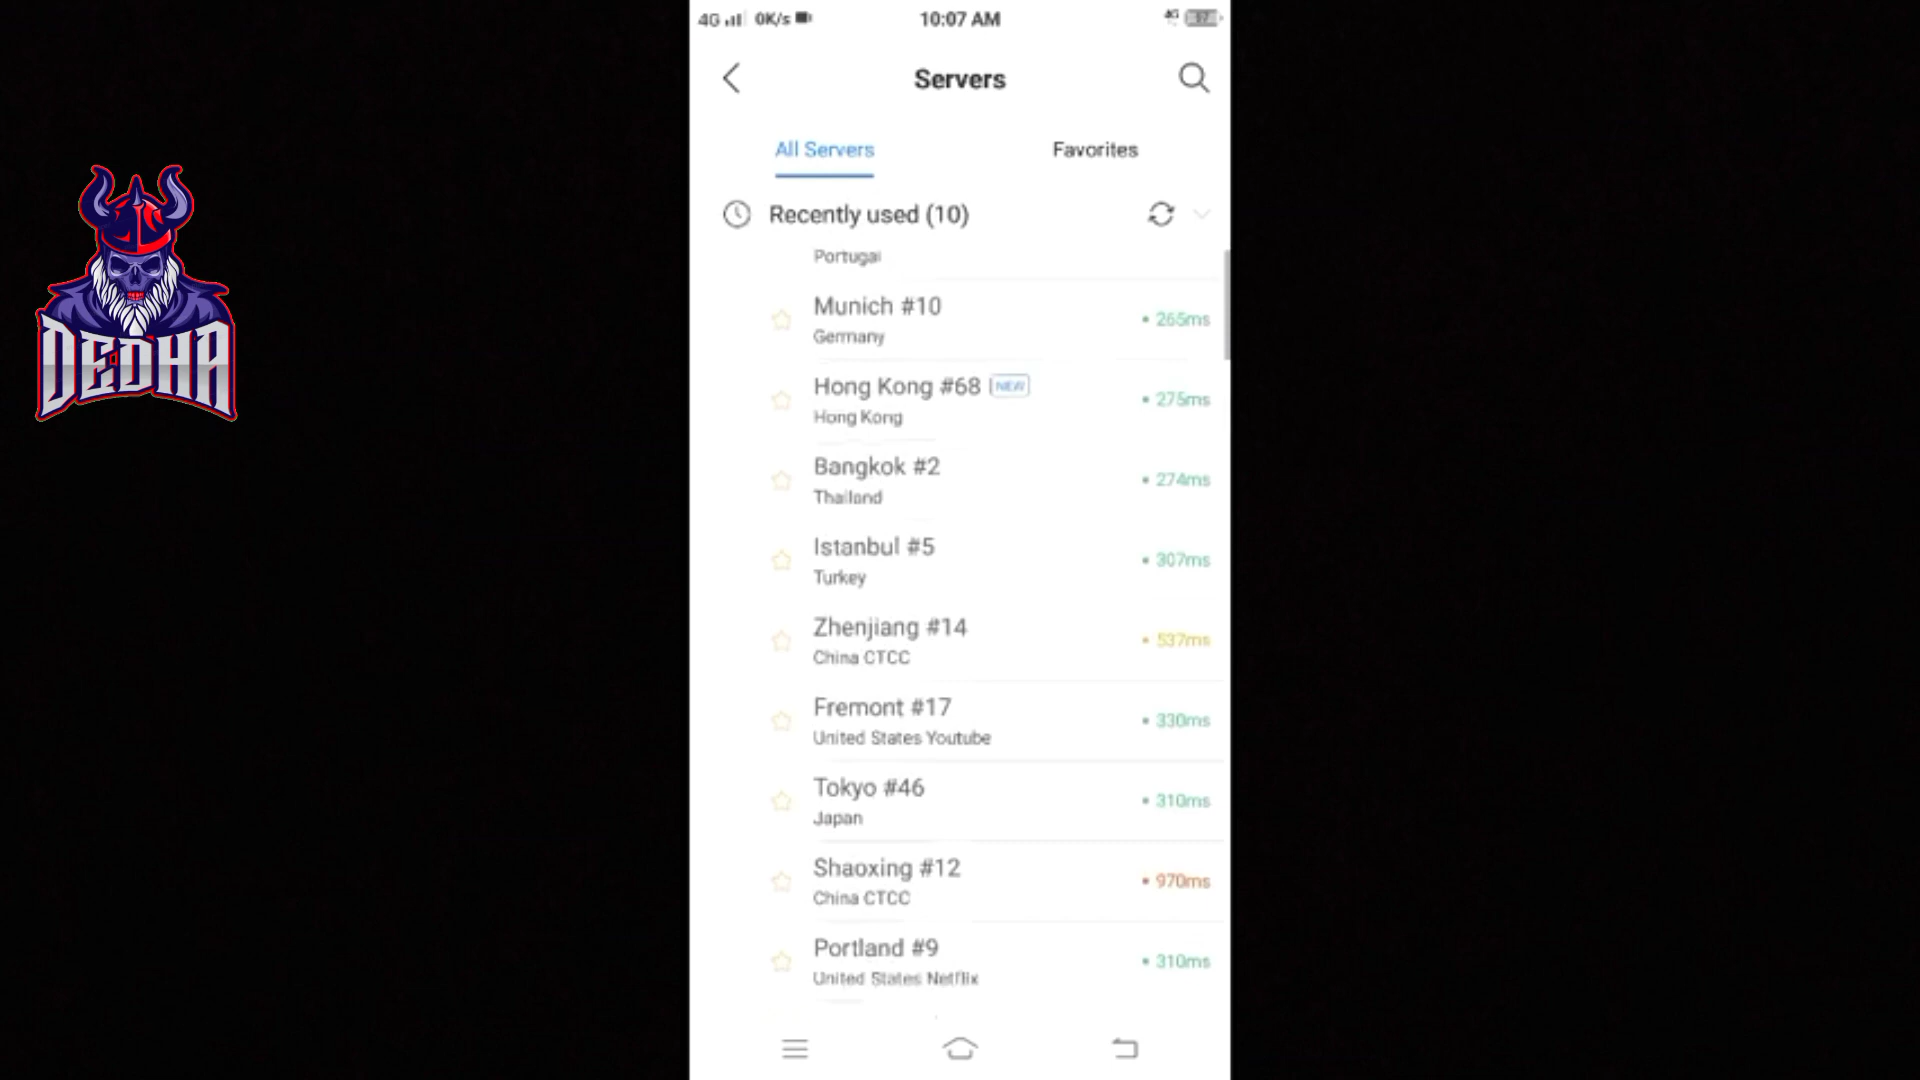 4G 0K/s 10:07 AM 4G
Servers
All Servers Favorites
Recently used (10)
Portugal
Munich #10
Germany
265ms
Hong Kong #68 NEW
Hong Kong
275ms
Bangkok #2
Thailand
274ms
Istanbul #5
Turkey
307ms
Zhenjiang #14
China CTCC
537ms
Fremont #17
United States Youtube
330ms
Tokyo #46
Japan
310ms
Shaoxing #12
China CTCC
970ms
Portland #9
United States Netflix
310ms
DEDHA